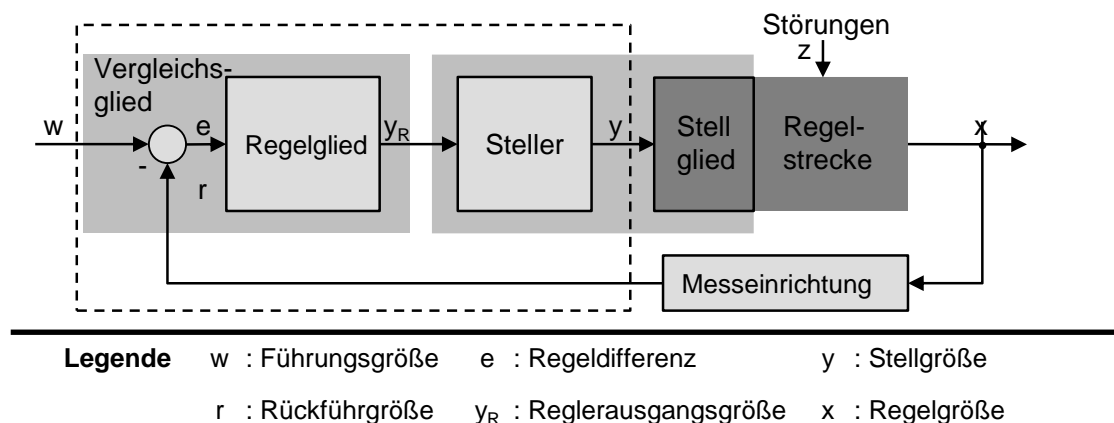 Störungen
z
Vergleichs-
glied
w
e
Regelglied
yR
Steller
y
Stell
glied
Regel-
strecke
x
-
r
Messeinrichtung
Legende w : Führungsgröße e : Regeldifferenz y : Stellgröße
r : Rückführgröße yR : Reglerausgangsgröße x : Regelgröße